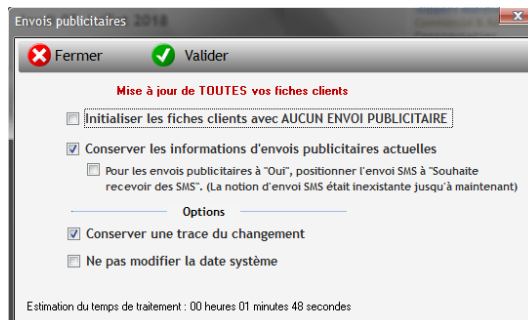 Envois publicitaires
Fermer
Valider
Mise à jour de TOUTES vos fiches clients
Initialiser les fiches clients avec AUCUN ENVOI PUBLICITAIRE
Conserver les informations d'envois publicitaires actuelles
Pour les envois publicitaires à "Oui", positionner l'envoi SMS à "Souhaite
recevoir des SMS". (La notion d'envoi SMS était inexistante jusqu'à maintenant)
Options
Conserver une trace du changement
Ne pas modifier la date système
Estimation du temps de traitement : 00 heures 01 minutes 48 secondes